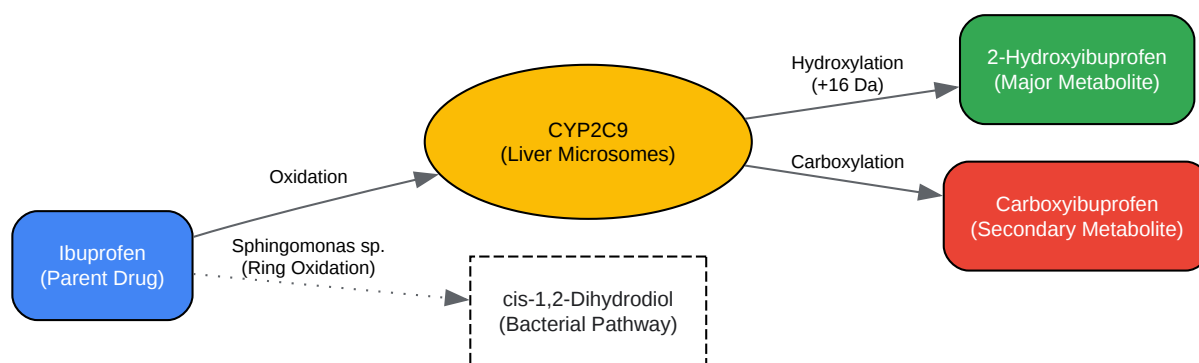 Ibuprofen
(Parent Drug)
Oxidation
Sphingomonas sp.
(Ring Oxidation)
CYP2C9
(Liver Microsomes)
cis-1,2-Dihydrodiol
(Bacterial Pathway)
Hydroxylation
(+16 Da)
Carboxylation
2-Hydroxyibuprofen
(Major Metabolite)
Carboxyibuprofen
(Secondary Metabolite)